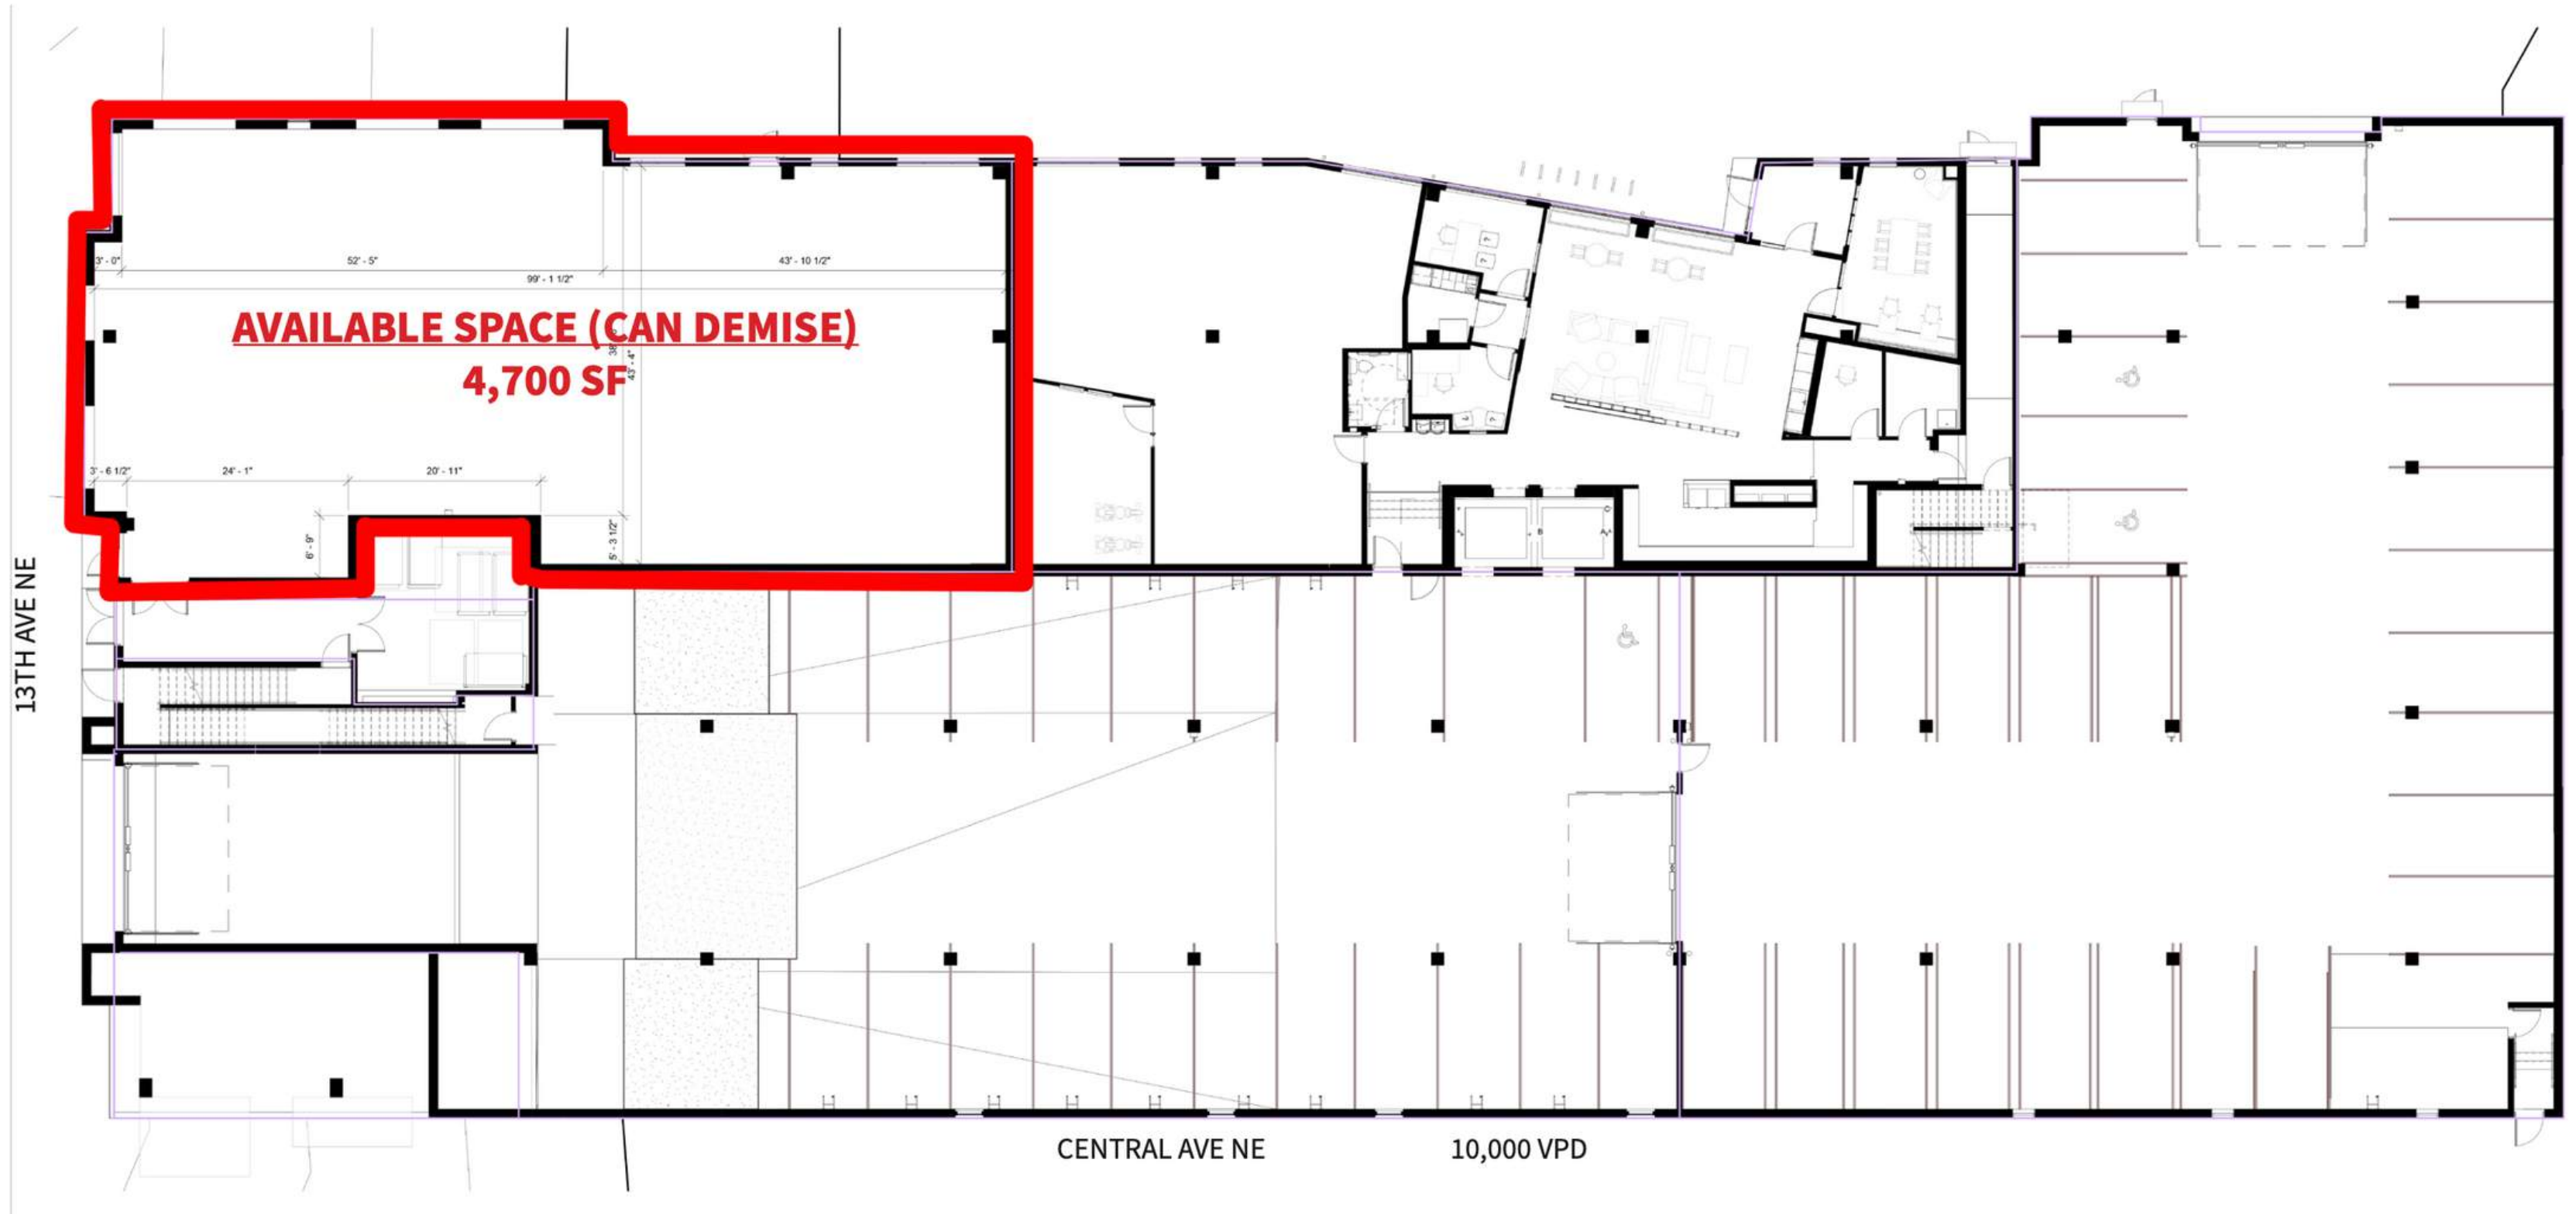 3' - 0"
52' - 5"
43' - 10 1/2"
99' - 1 1/2"
AVAILABLE SPACE (CAN DEMISE)
4,700 SF
43' - 4"
3' - 6 1/2"
24' - 1"
20' - 11"
6' - 9"
5' - 3 1/2"
13TH AVE NE
CENTRAL AVE NE 10,000 VPD